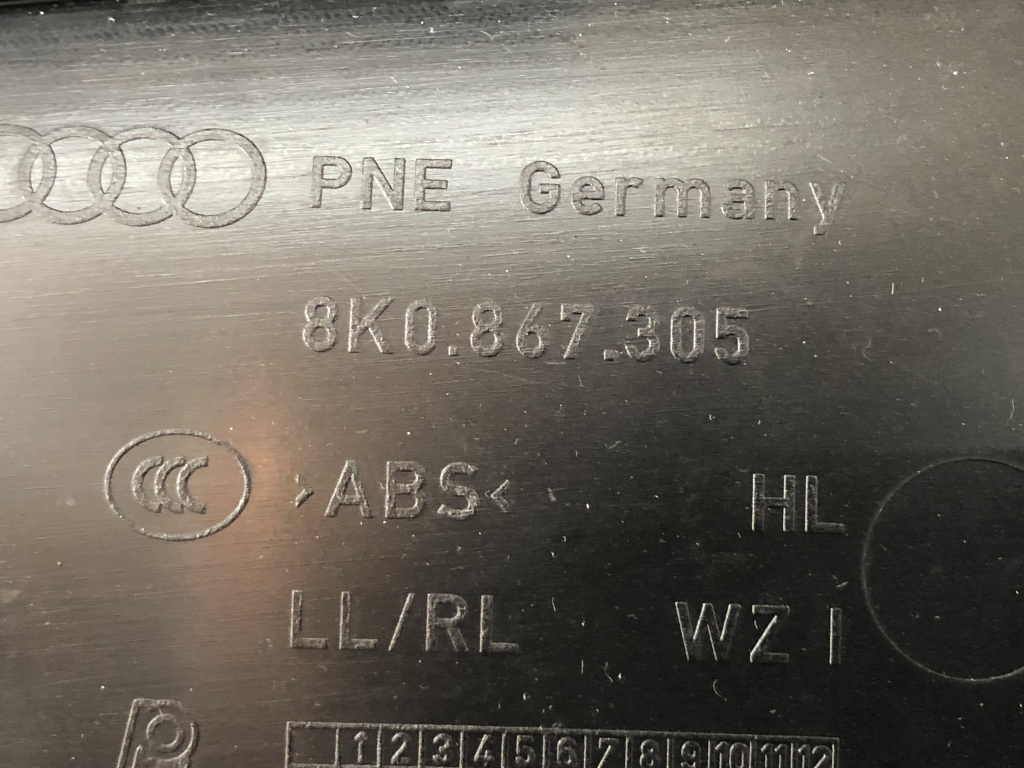 PNE Germany
8K0.867.305
CCC >ABS< HL
LL/RL WZ I
1 2 3 4 5 6 7 8 9 10 11 12